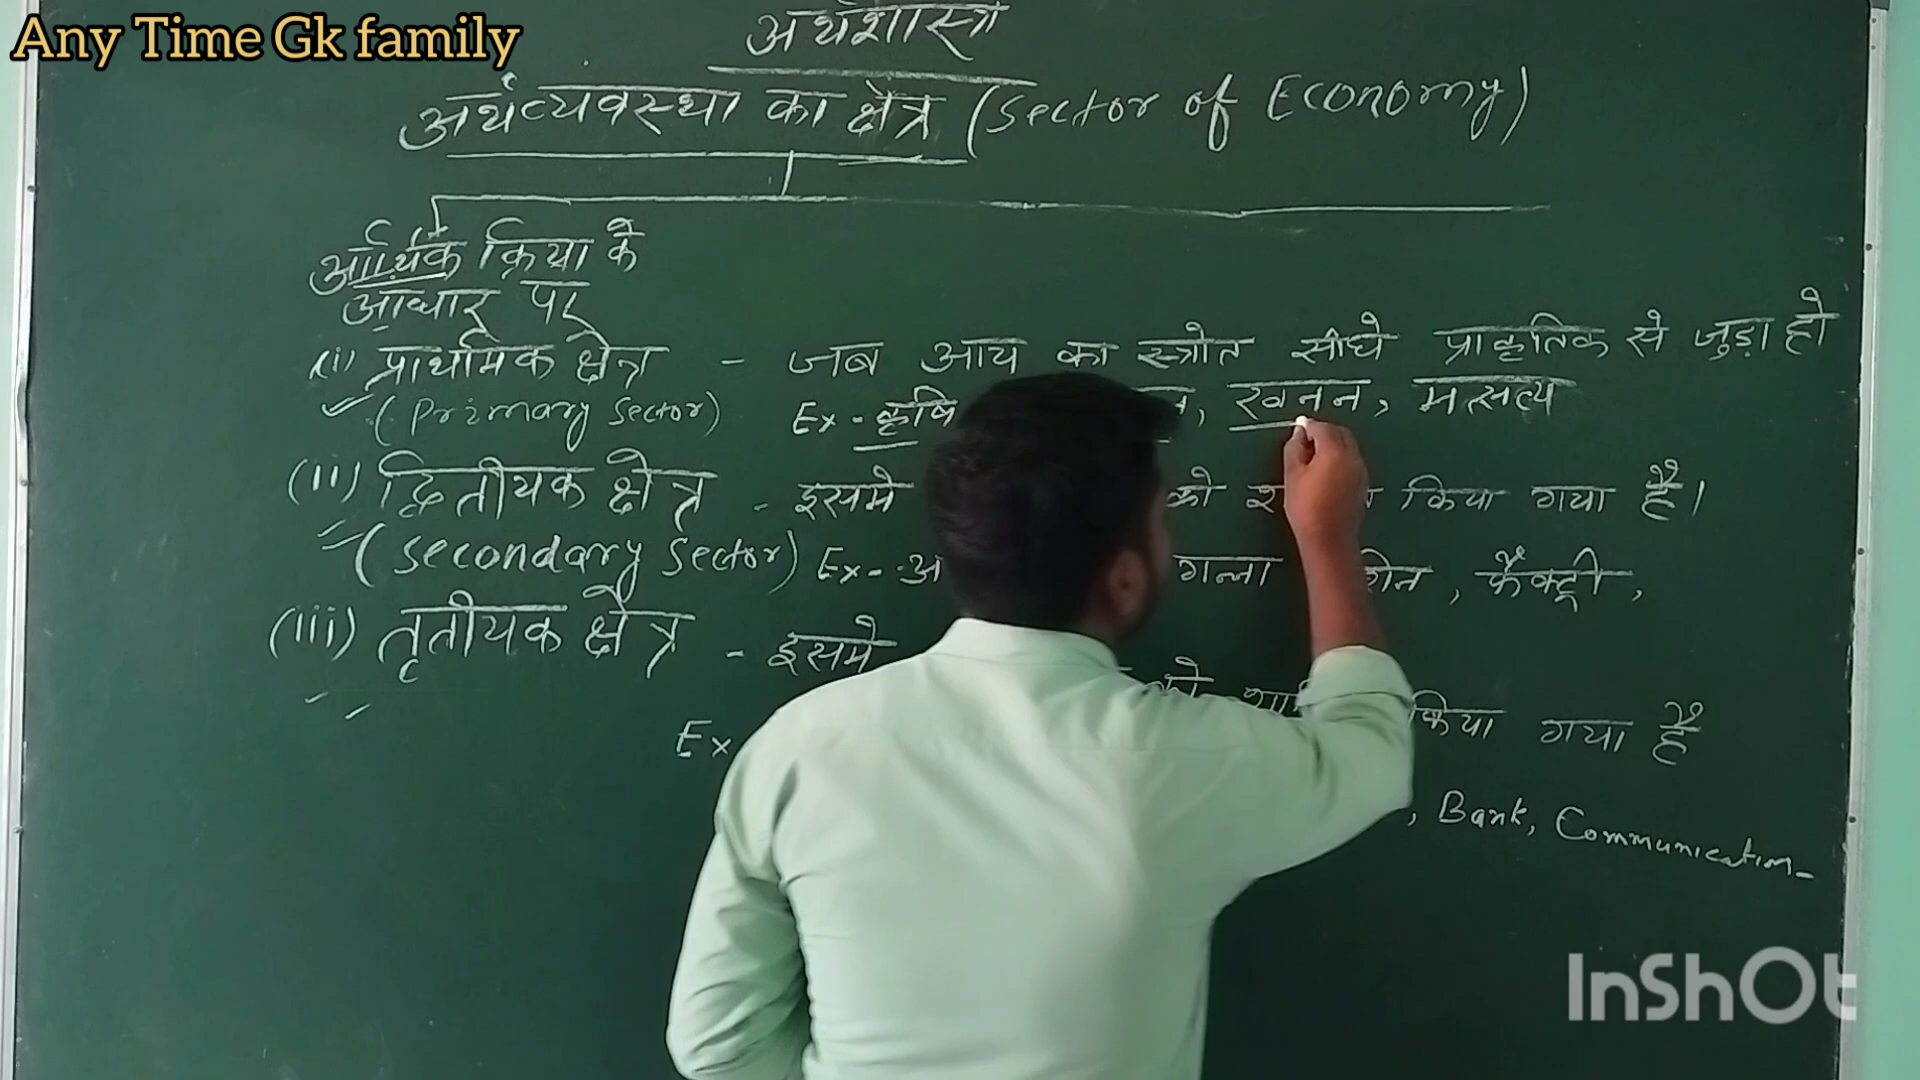 Any Time Gk family
अर्थशास्त्र
अर्थव्यवस्था का क्षेत्र (Sector of Economy)
आर्थिक क्रिया के
आधार पर
(i) प्राथमिक क्षेत्र - जब आय का स्त्रोत सीधे प्राकृतिक से जुड़ा हो
(Primary Sector) Ex - कृषि , खनन, मत्सत्य
(ii) द्वितीयक क्षेत्र - इसमे को किया गया है।
(Secondary Sector) Ex- गन्ना , फैक्ट्री,
(iii) तृतीयक क्षेत्र - इसमे को किया गया है
Ex , Bank, Communication-
InShOt